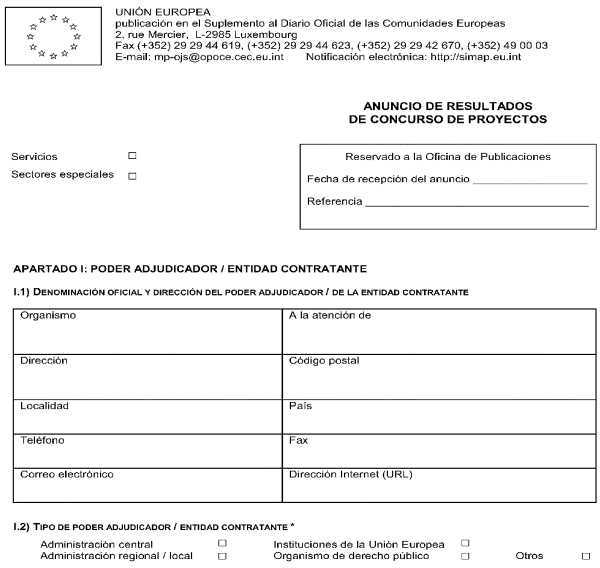 UNIÓN EUROPEA
publicación en el Suplemento al Diario Oficial de las Comunidades Europeas
2, rue Mercier, L-2985 Luxembourg
Fax (+352) 29 29 44 619, (+352) 29 29 44 623, (+352) 29 29 42 670, (+352) 49 00 03
E-mail: mp-ojs@opoce.cec.eu.int Notificación electrónica: http://simap.eu.int
ANUNCIO DE RESULTADOS
DE CONCURSO DE PROYECTOS
Servicios □
Sectores especiales □
Reservado a la Oficina de Publicaciones
Fecha de recepción del anuncio ____________________
Referencia ____________________
APARTADO I: PODER ADJUDICADOR / ENTIDAD CONTRATANTE
I.1) DENOMINACIÓN OFICIAL Y DIRECCIÓN DEL PODER ADJUDICADOR / DE LA ENTIDAD CONTRATANTE
Organismo A la atención de
Dirección Código postal
Localidad País
Teléfono Fax
Correo electrónico Dirección Internet (URL)
I.2) TIPO DE PODER ADJUDICADOR / ENTIDAD CONTRATANTE *
Administración central □ Instituciones de la Unión Europea □
Administración regional / local □ Organismo de derecho público □ Otros □